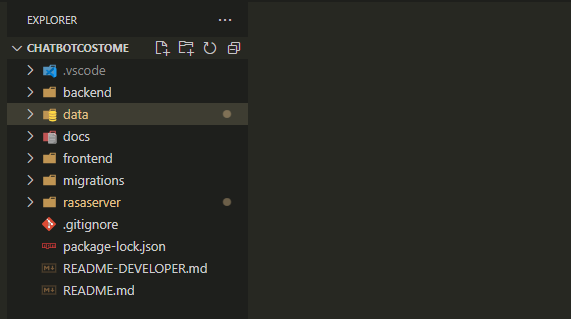 EXPLORER
CHATBOTCOSTOME
.vscode
backend
data
docs
frontend
migrations
rasaserver
.gitignore
package-lock.json
README-DEVELOPER.md
README.md